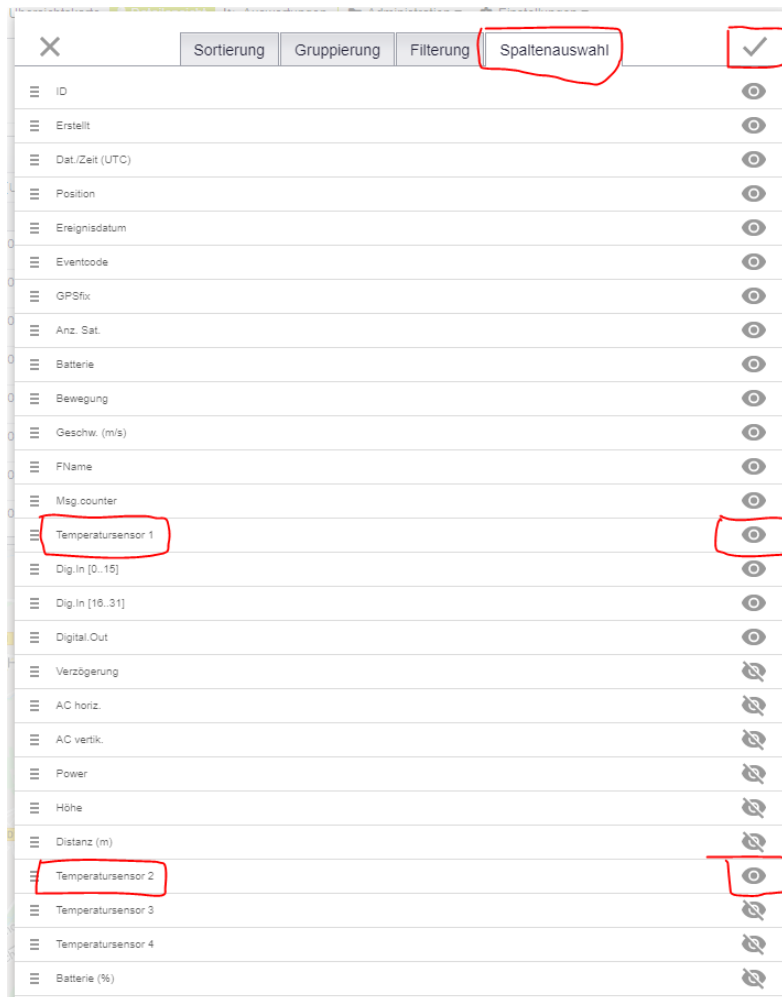 Sortierung Gruppierung Filterung Spaltenauswahl
ID
Erstellt
Dat./Zeit (UTC)
Position
Ereignisdatum
Eventcode
GPSfix
Anz. Sat.
Batterie
Bewegung
Geschw. (m/s)
FName
Msg.counter
Temperatursensor 1
Dig.In [0..15]
Dig.In [16..31]
Digital.Out
Verzögerung
AC horiz.
AC vertik.
Power
Höhe
Distanz (m)
Temperatursensor 2
Temperatursensor 3
Temperatursensor 4
Batterie (%)